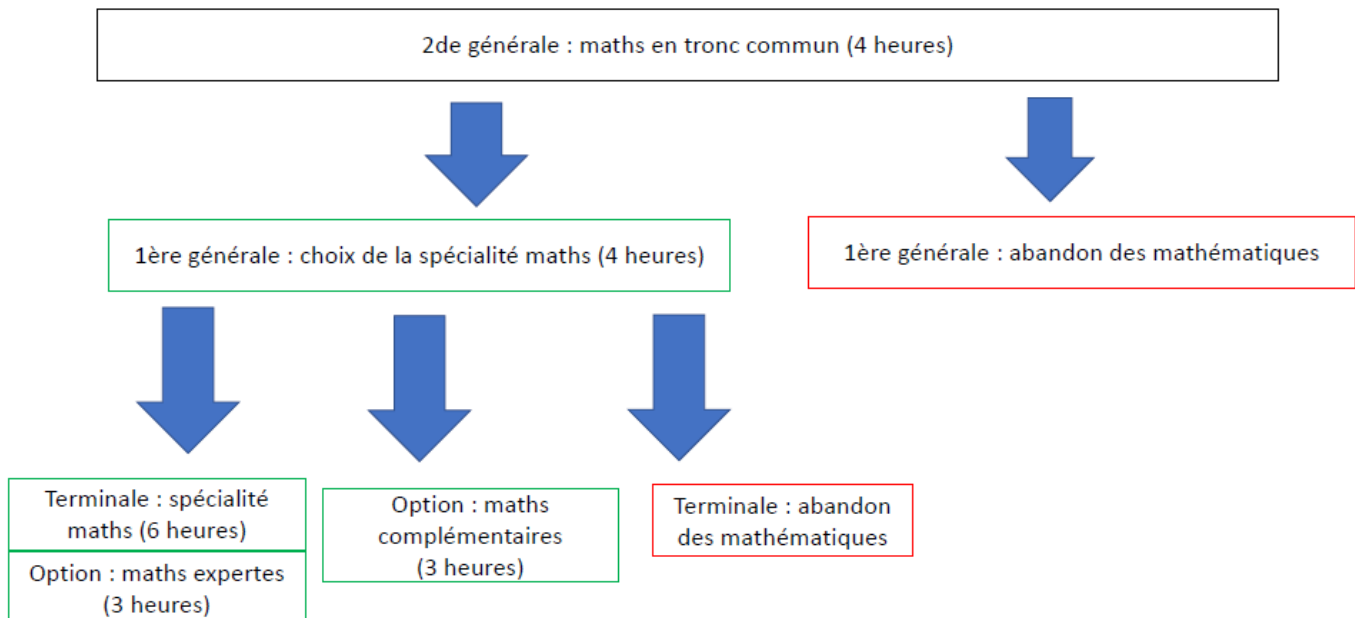 2de générale : maths en tronc commun (4 heures)
1ère générale : choix de la spécialité maths (4 heures)
1ère générale : abandon des mathématiques
Terminale : spécialité
maths (6 heures)
Option : maths expertes
(3 heures)
Option : maths
complémentaires
(3 heures)
Terminale : abandon
des mathématiques